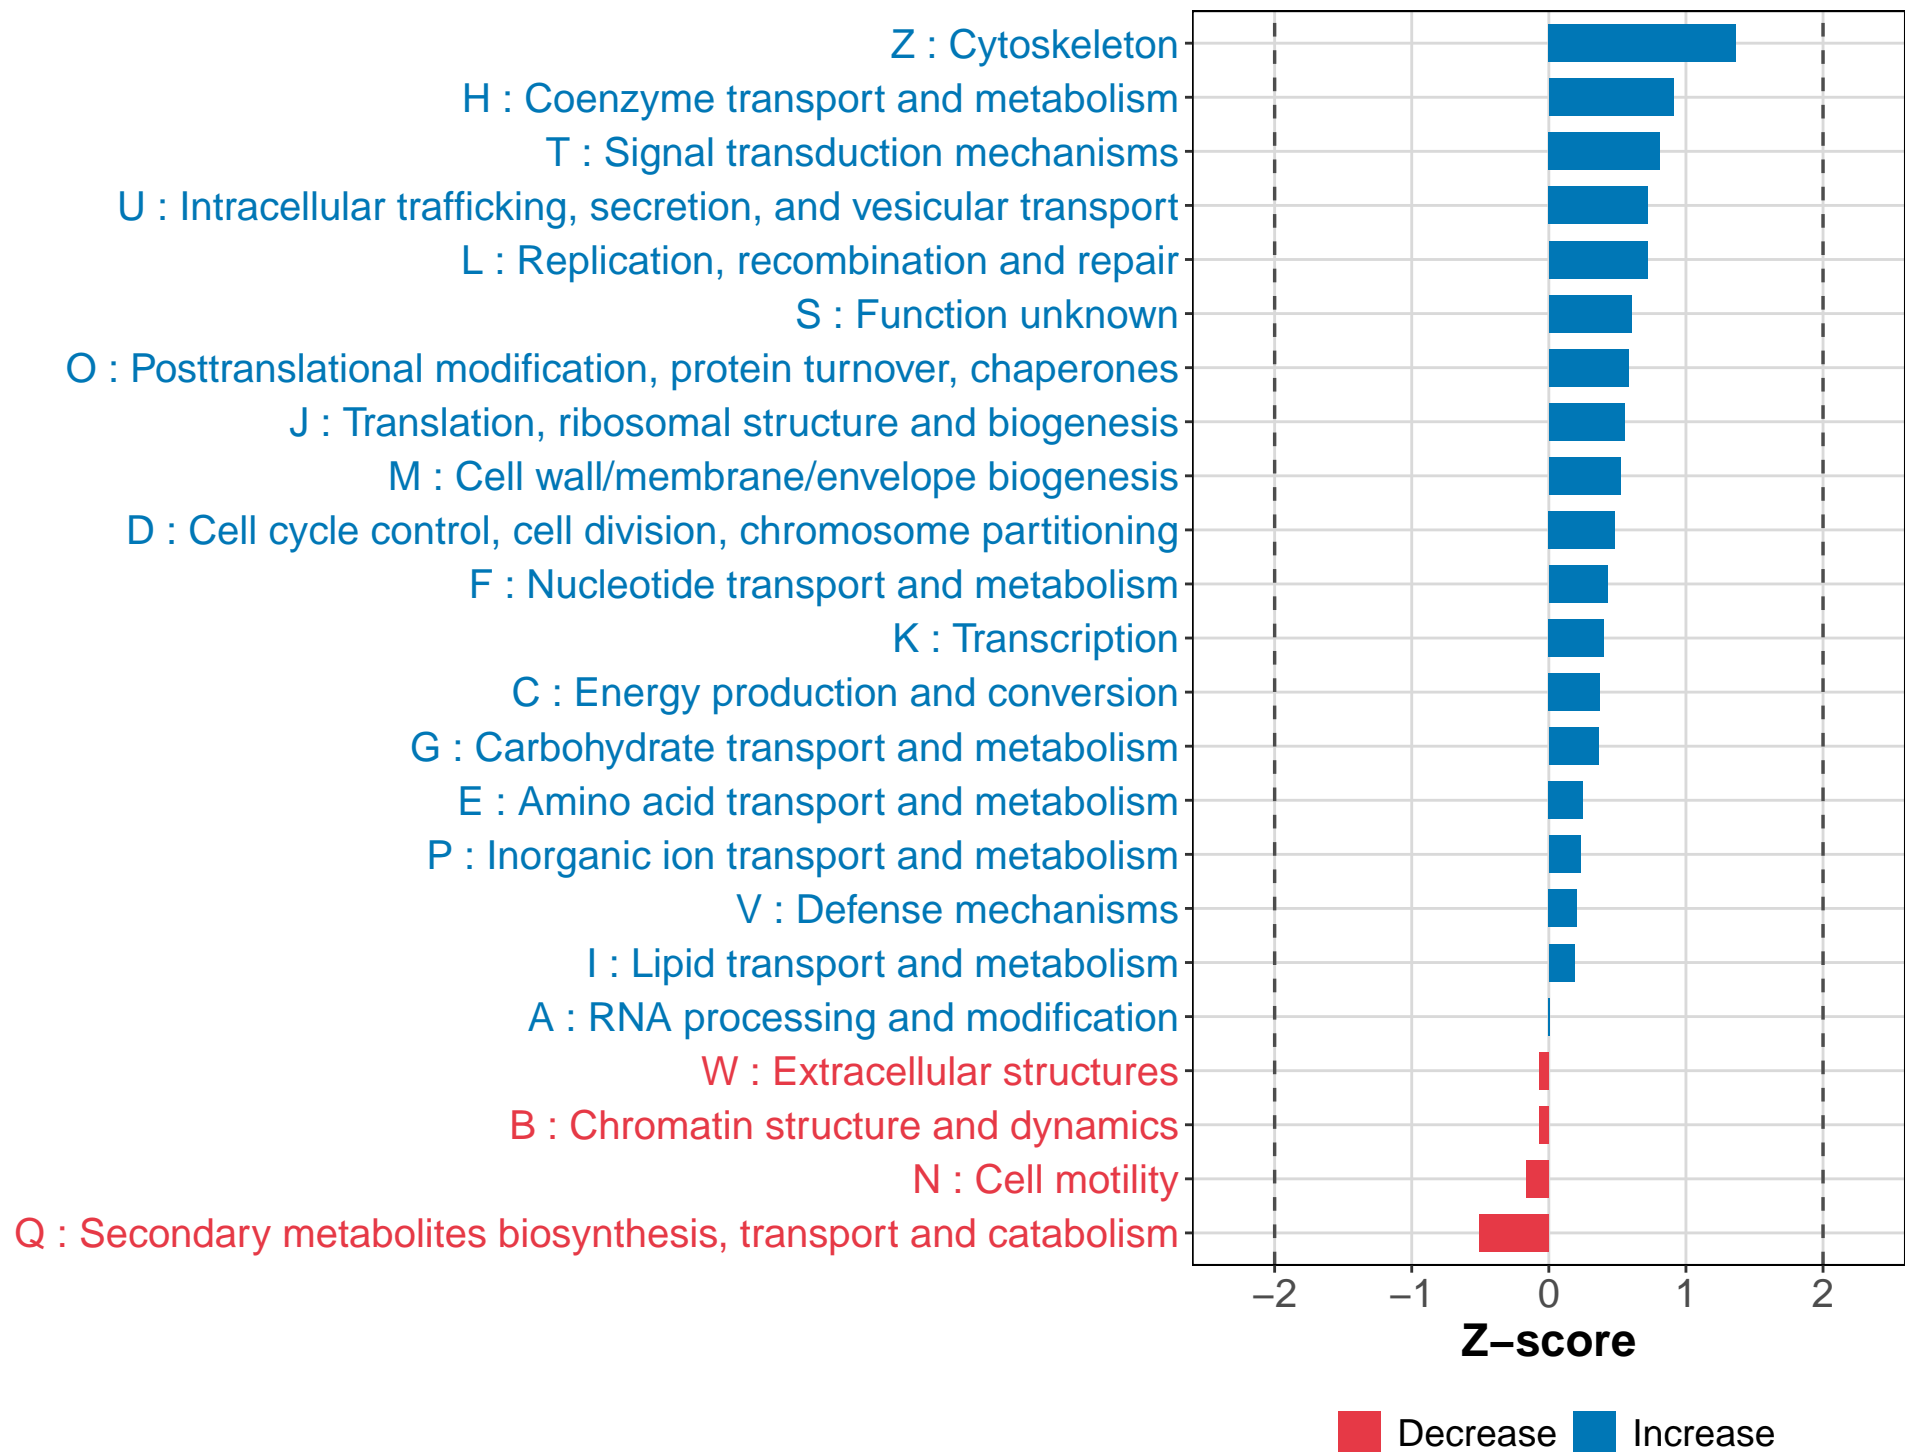 Z : Cytoskeleton
H : Coenzyme transport and metabolism
T : Signal transduction mechanisms
U : Intracellular trafficking, secretion, and vesicular transport
L : Replication, recombination and repair
S : Function unknown
O : Posttranslational modification, protein turnover, chaperones
J : Translation, ribosomal structure and biogenesis
M : Cell wall/membrane/envelope biogenesis
D : Cell cycle control, cell division, chromosome partitioning
F : Nucleotide transport and metabolism
K : Transcription
C : Energy production and conversion
G : Carbohydrate transport and metabolism
E : Amino acid transport and metabolism
P : Inorganic ion transport and metabolism
V : Defense mechanisms
I : Lipid transport and metabolism
A : RNA processing and modification
W : Extracellular structures
B : Chromatin structure and dynamics
N : Cell motility
Q : Secondary metabolites biosynthesis, transport and catabolism
−2 −1 0 1 2
Z−score
Decrease Increase